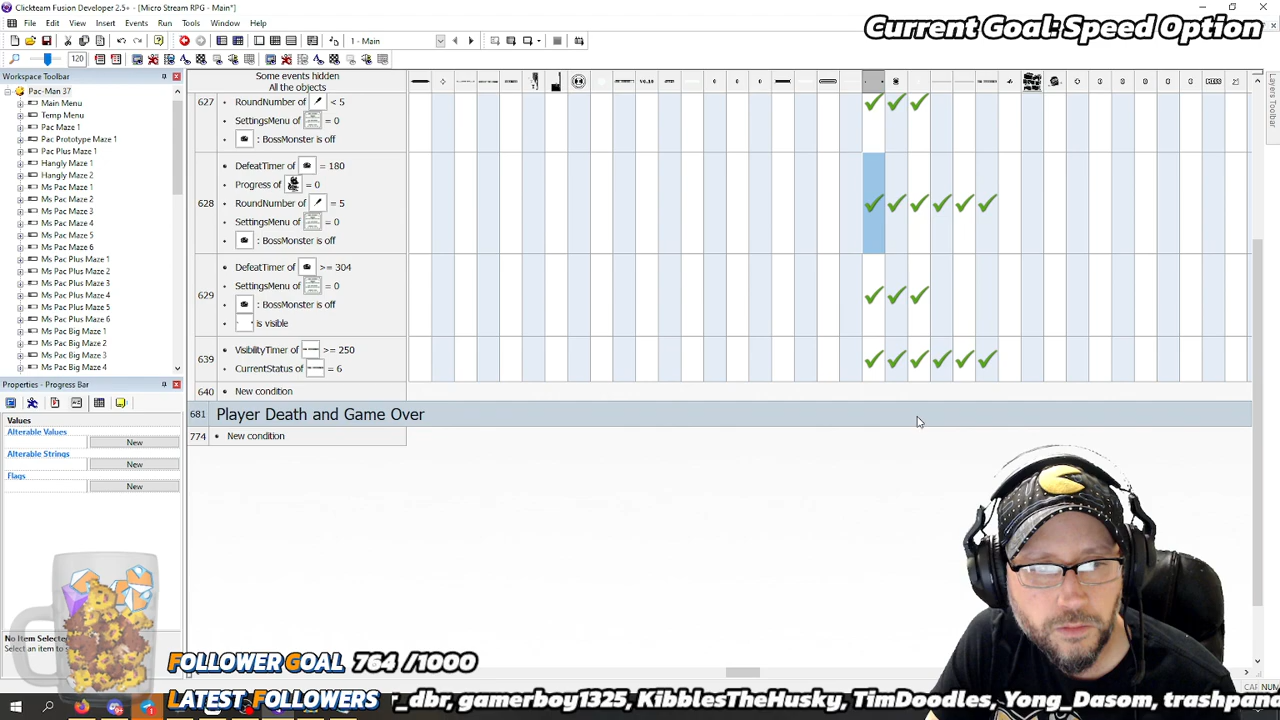 Clickteam Fusion Developer 2.5+ - [Micro Stream RPG - Main*]
File Edit View Insert Events Run Tools Window Help
Current Goal: Speed Option
1 - Main
120
Workspace Toolbar
Pac-Man 37
Main Menu
Temp Menu
Pac Maze 1
Pac Prototype Maze 1
Pac Plus Maze 1
Hangly Maze 1
Hangly Maze 2
Ms Pac Maze 1
Ms Pac Maze 2
Ms Pac Maze 3
Ms Pac Maze 4
Ms Pac Maze 5
Ms Pac Maze 6
Ms Pac Plus Maze 1
Ms Pac Plus Maze 2
Ms Pac Plus Maze 3
Ms Pac Plus Maze 4
Ms Pac Plus Maze 5
Ms Pac Plus Maze 6
Ms Pac Big Maze 1
Ms Pac Big Maze 2
Ms Pac Big Maze 3
Ms Pac Big Maze 4
Properties - Progress Bar
Values
Alterable Values
New
Alterable Strings
New
Flags
New
No Item Selected
Select an item to s
Some events hidden
All the objects
627
RoundNumber of < 5
SettingsMenu of = 0
: BossMonster is off
628
DefeatTimer of = 180
Progress of = 0
RoundNumber of = 5
SettingsMenu of = 0
: BossMonster is off
629
DefeatTimer of >= 304
SettingsMenu of = 0
: BossMonster is off
is visible
639
VisibilityTimer of >= 250
CurrentStatus of = 6
640 New condition
681 Player Death and Game Over
774 New condition
Layers Toolbar
Follower Goal 764 /1000
Latest Followers r_dbr, gamerboy1325, KibblesTheHusky, TimDoodles, Yong_Dasom, trashpand
CAP NUM